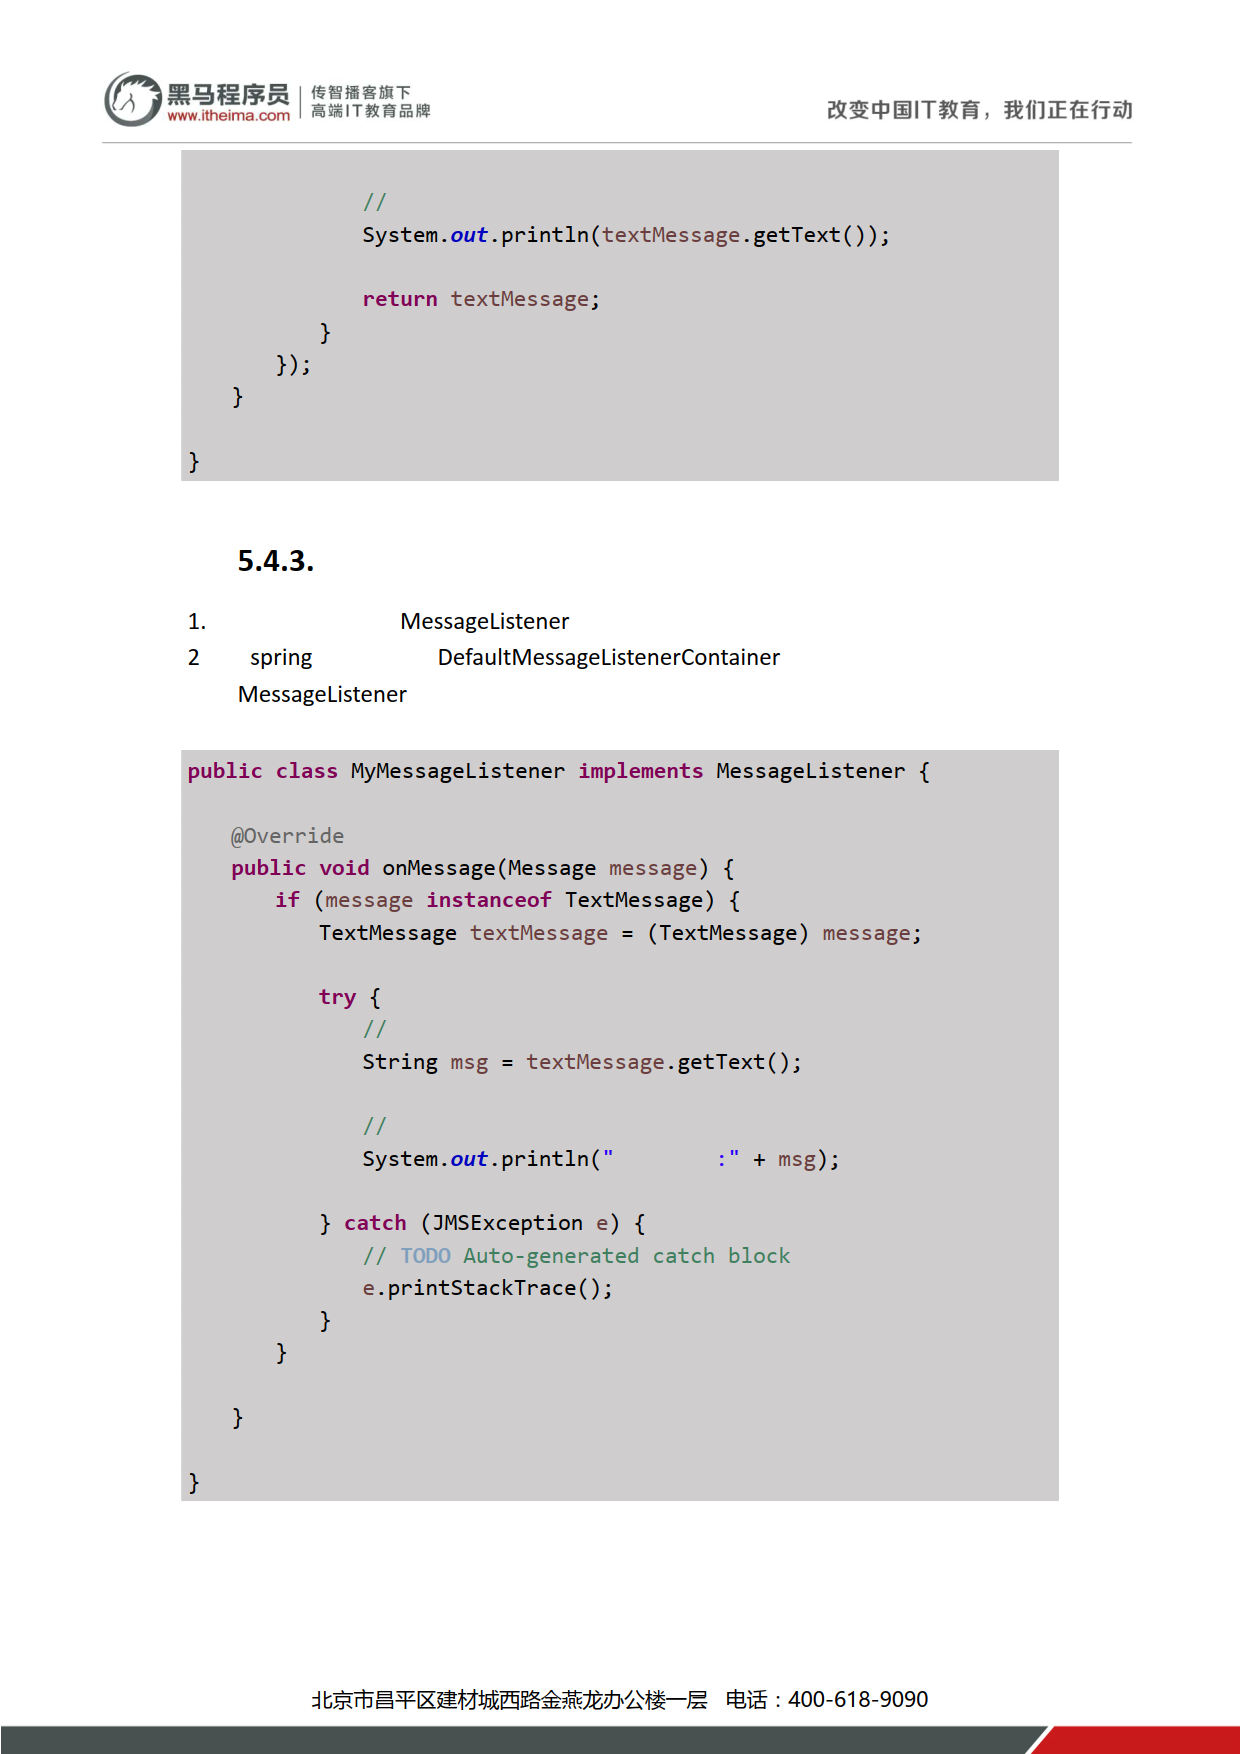 黑马程序员
www.itheima.com
传智播客旗下
高端IT教育品牌
改变中国IT教育，我们正在行动
//
System.out.println(textMessage.getText());
return textMessage;
}
});
}
}
5.4.3.
1. MessageListener
2 spring DefaultMessageListenerContainer
MessageListener
public class MyMessageListener implements MessageListener {
@Override
public void onMessage(Message message) {
if (message instanceof TextMessage) {
TextMessage textMessage = (TextMessage) message;
try {
//
String msg = textMessage.getText();
//
System.out.println(" :" + msg);
} catch (JMSException e) {
// TODO Auto-generated catch block
e.printStackTrace();
}
}
}
}
北京市昌平区建材城西路金燕龙办公楼一层 电话：400-618-9090